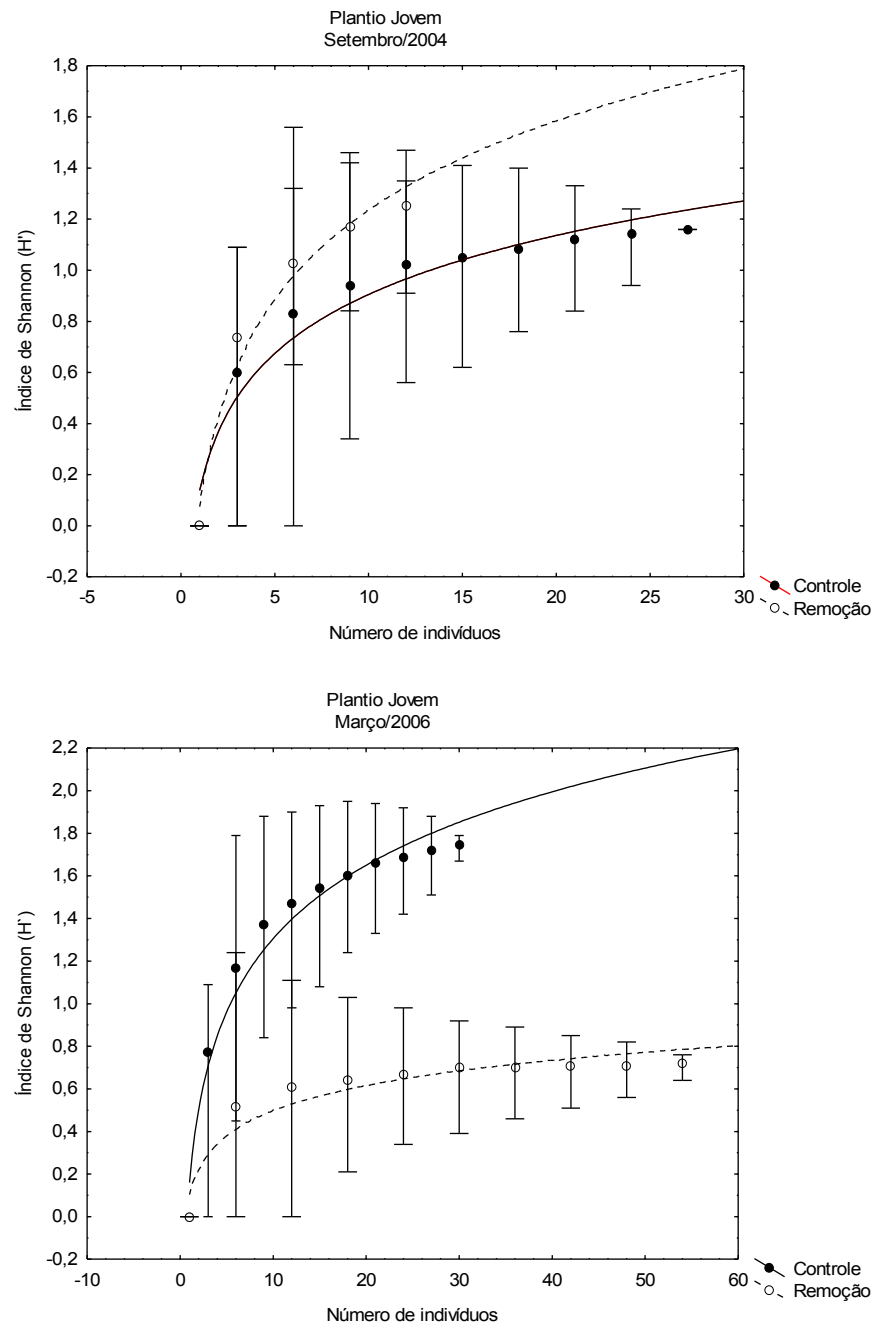 Plantio Jovem
Setembro/2004
Índice de Shannon (H')
1,8
1,6
1,4
1,2
1,0
0,8
0,6
0,4
0,2
0,0
-0,2
-5 0 5 10 15 20 25 30
Número de indivíduos
Controle
Remoção
Plantio Jovem
Março/2006
Índice de Shannon (H`)
2,2
2,0
1,8
1,6
1,4
1,2
1,0
0,8
0,6
0,4
0,2
0,0
-0,2
-10 0 10 20 30 40 50 60
Número de indivíduos
Controle
Remoção